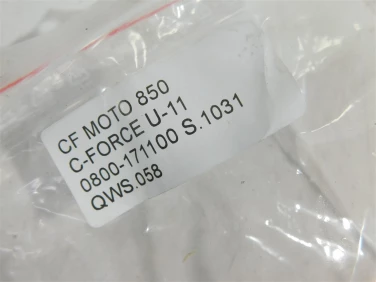 CF MOTO 850
C-FORCE U-11
0800-171100 S.1031
QWS.058